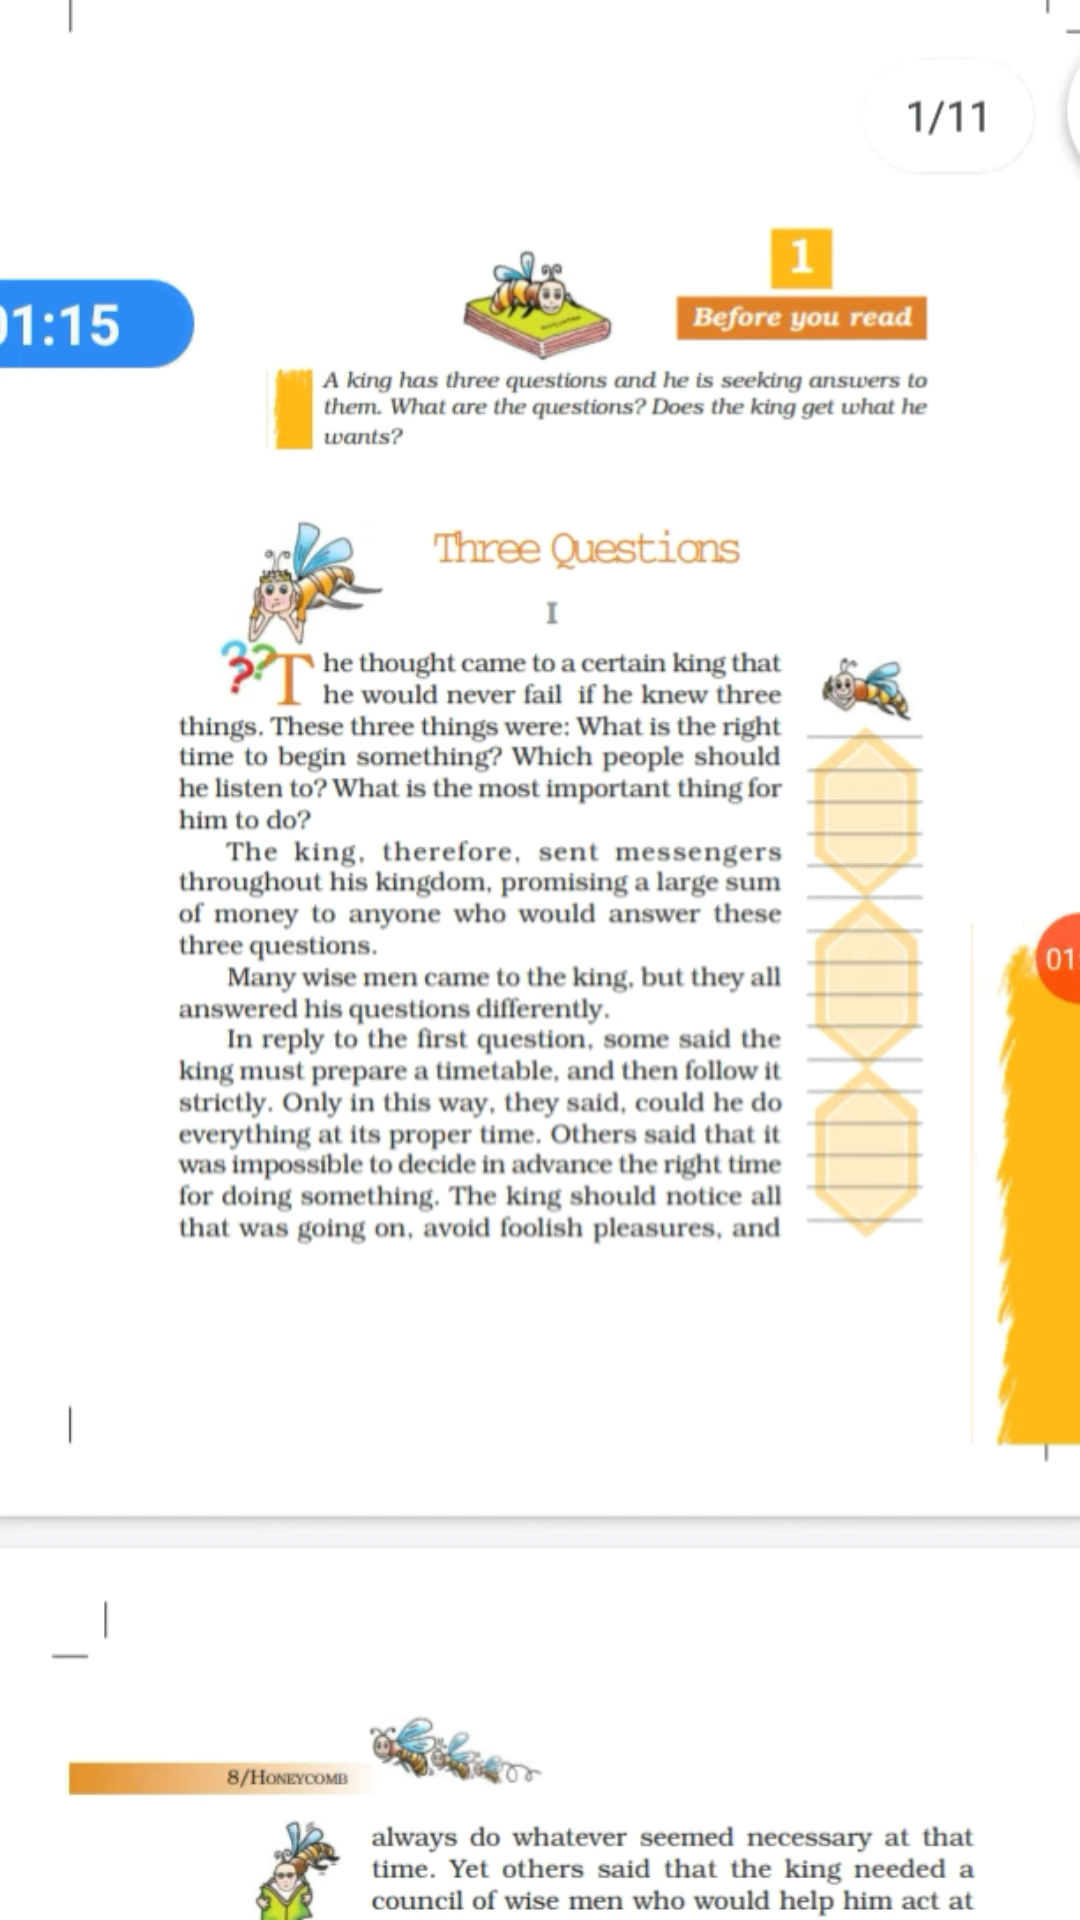 1/11
01:15
1
Before you read
A king has three questions and he is seeking answers to
them. What are the questions? Does the king get what he
wants?
Three Questions
I
??The thought came to a certain king that
he would never fail if he knew three
things. These three things were: What is the right
time to begin something? Which people should
he listen to? What is the most important thing for
him to do?
The king, therefore, sent messengers
throughout his kingdom, promising a large sum
of money to anyone who would answer these
three questions.
Many wise men came to the king, but they all
answered his questions differently.
In reply to the first question, some said the
king must prepare a timetable, and then follow it
strictly. Only in this way, they said, could he do
everything at its proper time. Others said that it
was impossible to decide in advance the right time
for doing something. The king should notice all
that was going on, avoid foolish pleasures, and
01
8/HONEYCOMB
always do whatever seemed necessary at that
time. Yet others said that the king needed a
council of wise men who would help him act at